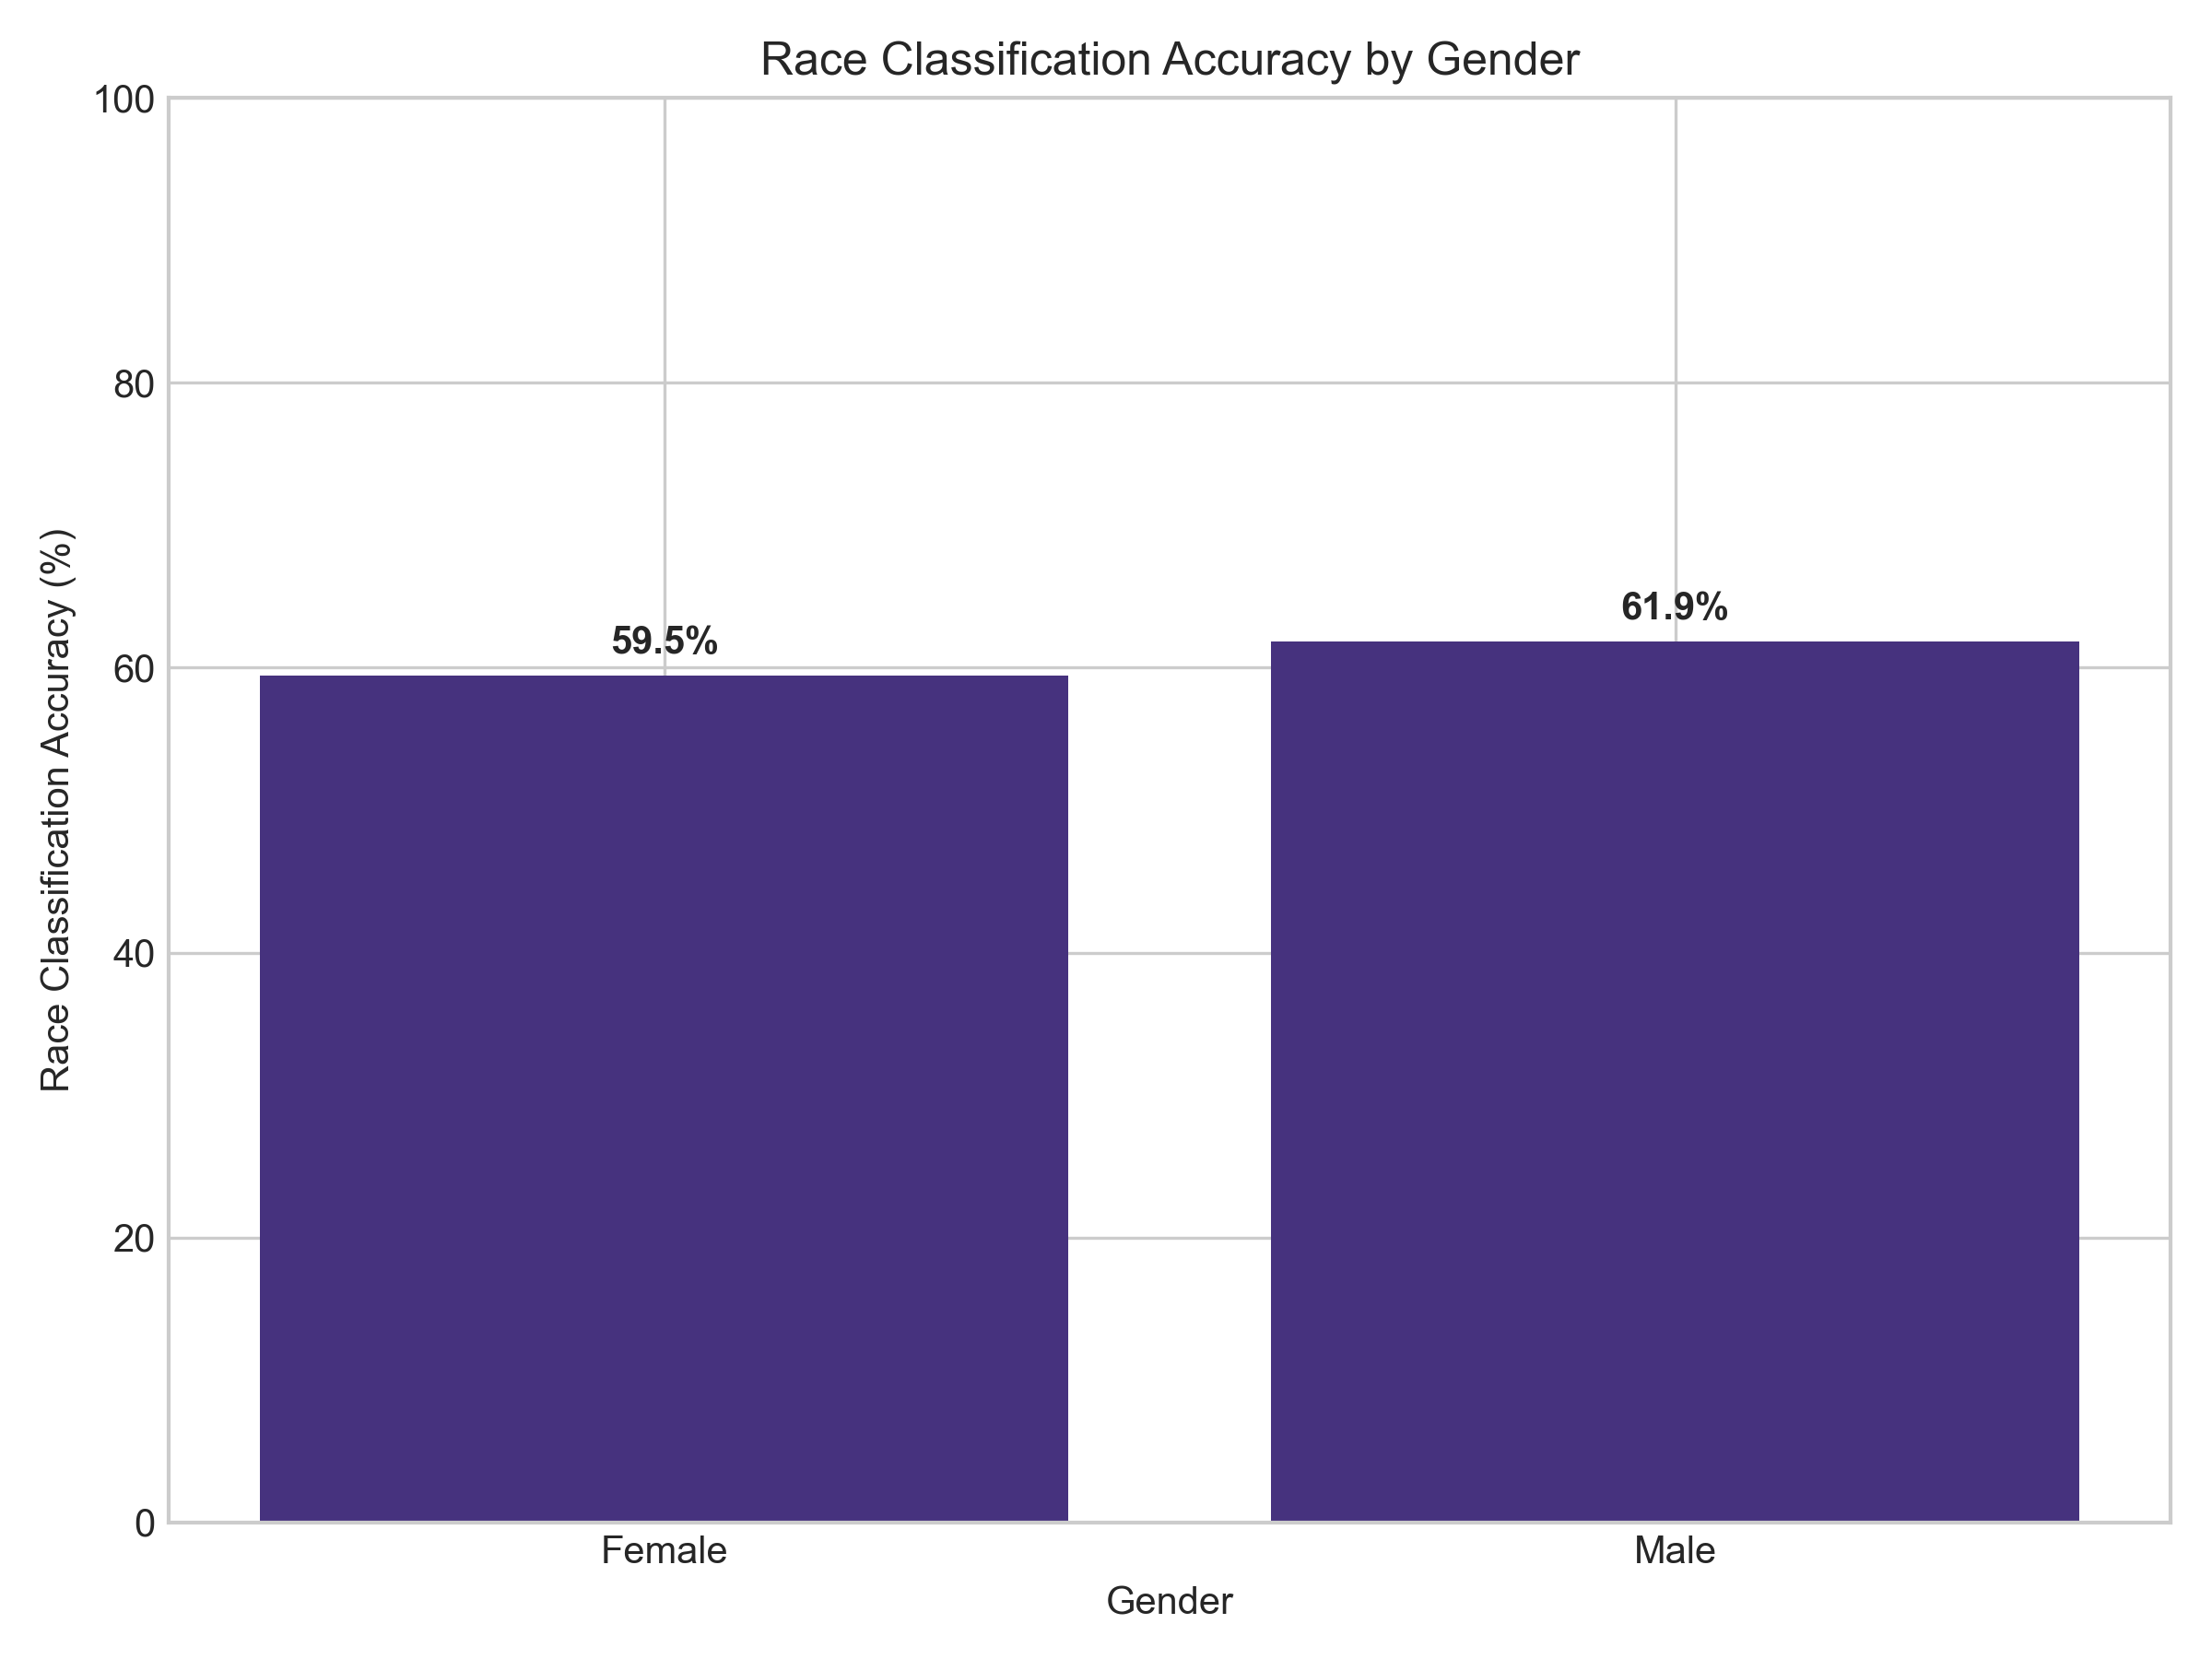 Race Classification Accuracy by Gender
Race Classification Accuracy (%)
100
80
60
40
20
0
59.5%
61.9%
Female
Male
Gender